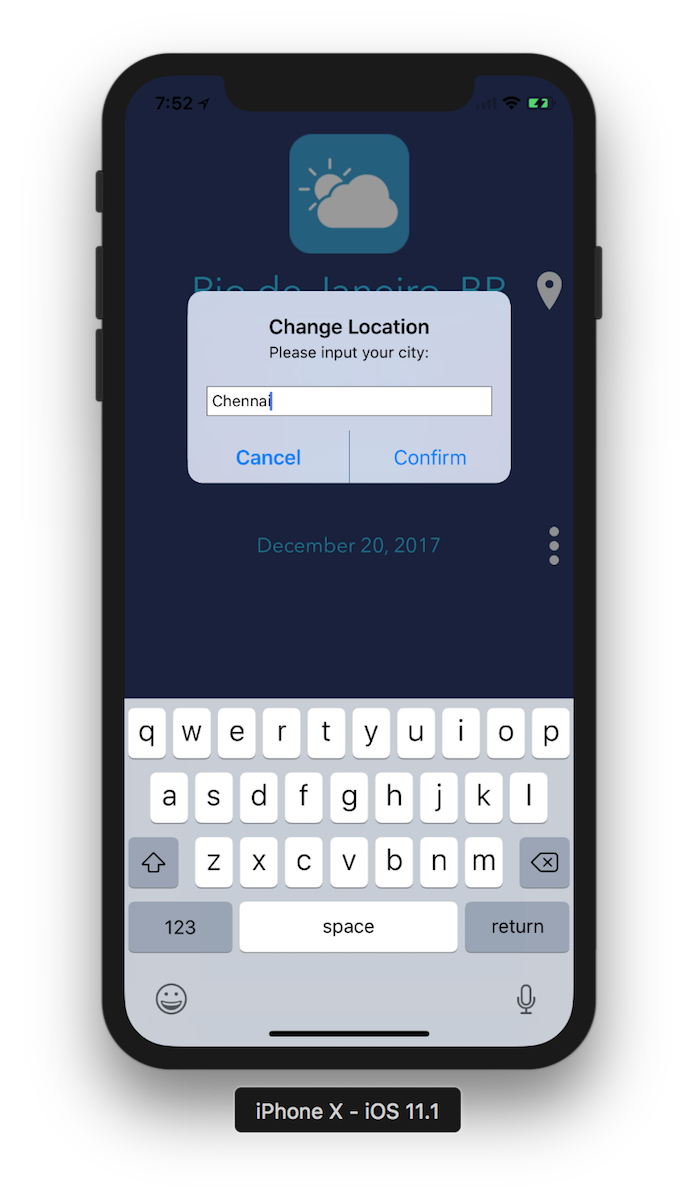 7:52
Rio de Janeiro, BR
Change Location
Please input your city:
Chennai
Cancel Confirm
December 20, 2017
q w e r t y u i o p
a s d f g h j k l
z x c v b n m
123 space return
iPhone X - iOS 11.1